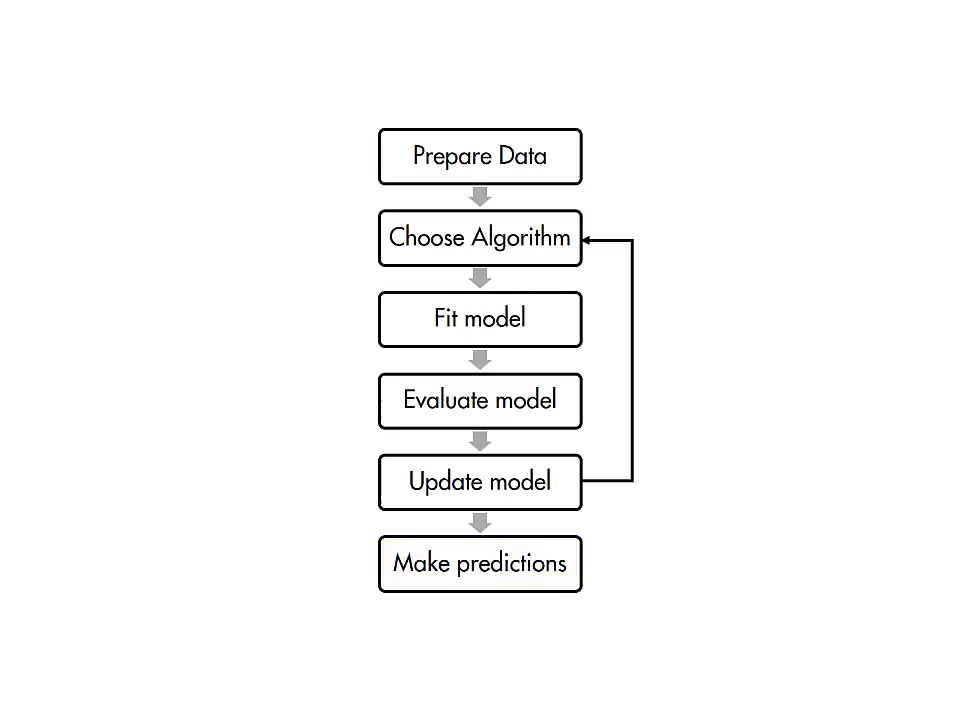 Prepare Data
Choose Algorithm
Fit model
Evaluate model
Update model
Make predictions